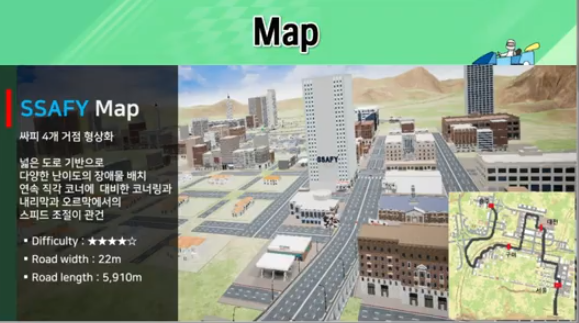 Map
SSAFY Map
싸피 4개 거점 형상화
넓은 도로 기반으로
다양한 난이도의 장애물 배치
연속 직각 코너에 대비한 코너링과
내리막과 오르막에서의
스피드 조절이 관건
▪ Difficulty : ★★★★☆
▪ Road width : 22m
▪ Road length : 5,910m
SSAFY
대전
구미
서울